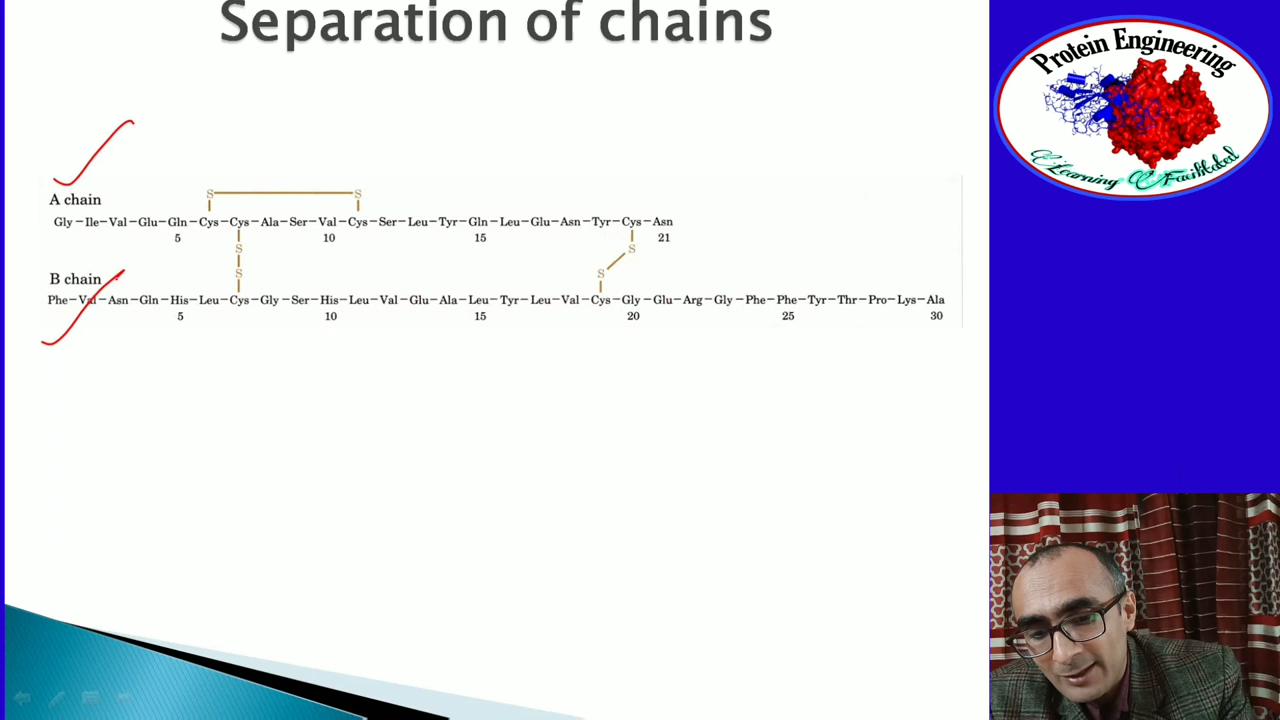 Separation of chains
A chain
S S
Gly–Ile–Val–Glu–Gln–Cys–Cys–Ala–Ser–Val–Cys–Ser–Leu–Tyr–Gln–Leu–Glu–Asn–Tyr–Cys–Asn
5 10 15 21
S S
S S
B chain
Phe–Val–Asn–Gln–His–Leu–Cys–Gly–Ser–His–Leu–Val–Glu–Ala–Leu–Tyr–Leu–Val–Cys–Gly–Glu–Arg–Gly–Phe–Phe–Tyr–Thr–Pro–Lys–Ala
5 10 15 20 25 30
Protein Engineering
Learning Facilitated